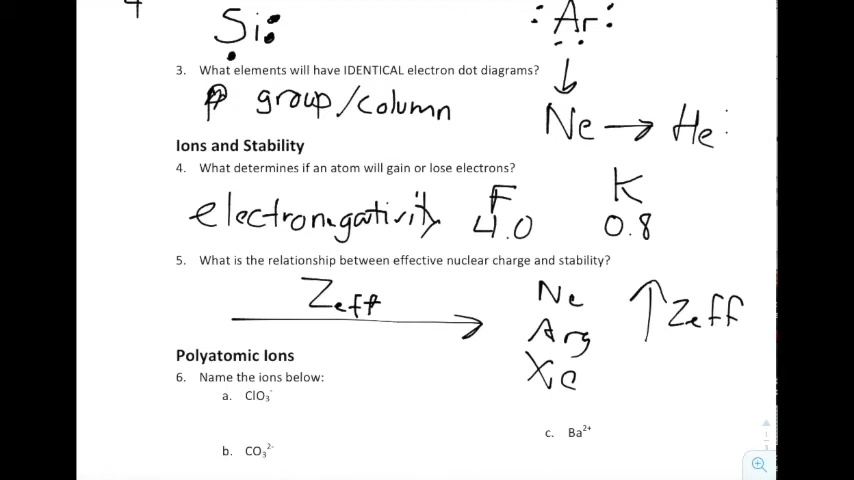 Si:
:Ar:
3. What elements will have IDENTICAL electron dot diagrams?
group/column
Ne → He:
Ions and Stability
4. What determines if an atom will gain or lose electrons?
electronegativity F K
4.0 0.8
5. What is the relationship between effective nuclear charge and stability?
Zeff Ne ↑Zeff
Arg
Xe
Polyatomic Ions
6. Name the ions below:
a. ClO₃⁻
c. Ba²⁺
b. CO₃²⁻